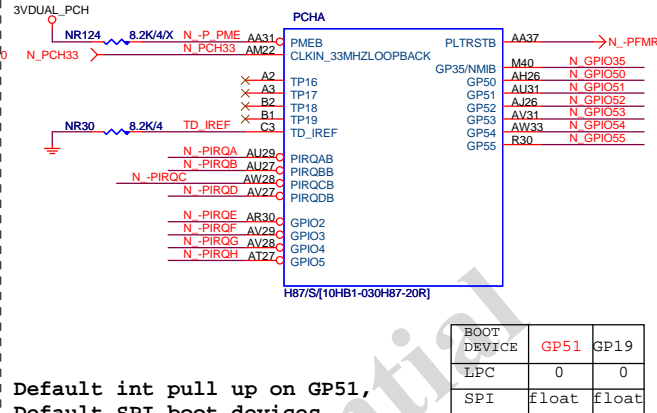 3VDUAL_PCH
PCHA
NR124 8.2K/4/X N_-P_PME AA31 PMEB
N_PCH33 N_PCH33 AM22 CLKIN_33MHZLOOPBACK
PLTRSTB AA37 N_-PFMR
GP35/NMIB M40 N_GPIO35
GP50 AH26 N_GPIO50
A2 TP16
GP51 AU31 N_GPIO51
A3 TP17
GP52 AJ26 N_GPIO52
B2 TP18
GP53 AV31 N_GPIO53
B1 TP19
GP54 AW33 N_GPIO54
NR30 8.2K/4 TD_IREF C3 TD_IREF
GP55 R30 N_GPIO55
N_-PIRQA AU29 PIRQAB
N_-PIRQB AU27 PIRQBB
N_-PIRQC AW28 PIRQCB
N_-PIRQD AV27 PIRQDB
N_-PIRQE AR30 GPIO2
N_-PIRQF AV29 GPIO3
N_-PIRQG AV28 GPIO4
N_-PIRQH AT27 GPIO5
H87/S/[10HB1-030H87-20R]
BOOT DEVICE GP51 GP19
LPC 0 0
SPI float float
Default int pull up on GP51,
Default SPI boot devices
ential